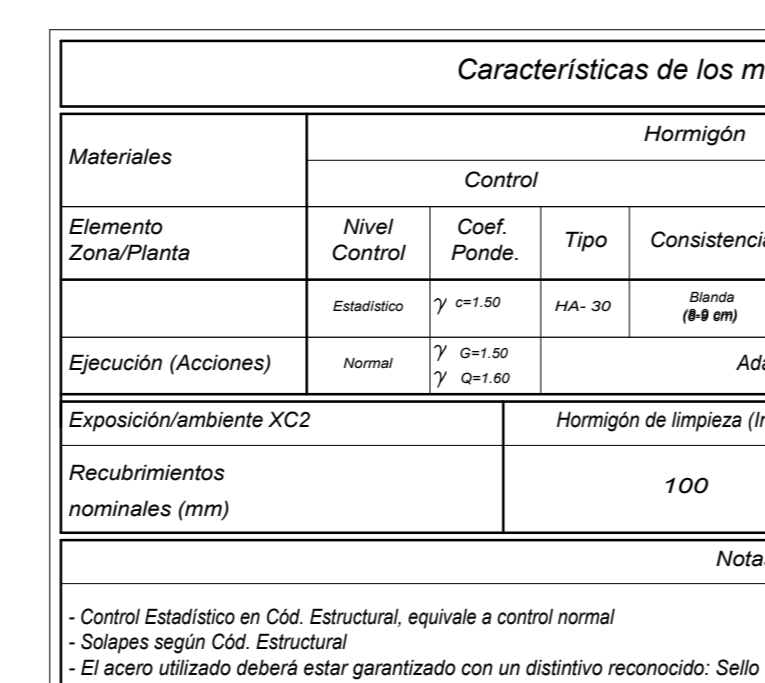 Características de los m
Materiales
Hormigón
Control
Elemento
Zona/Planta
Nivel
Control
Coef.
Ponde.
Tipo
Consistencia
Estadístico
γ c=1.50
HA- 30
Blanda
Ejecución (Acciones)
Normal
γ G=1.50
γ Q=1.60
Ada
Exposición/ambiente XC2
Hormigón de limpieza (In
Recubrimientos
nominales (mm)
100
Notas
- Control Estadístico en Cód. Estructural, equivale a control normal
- Solapes según Cód. Estructural
- El acero utilizado deberá estar garantizado con un distintivo reconocido: Sello